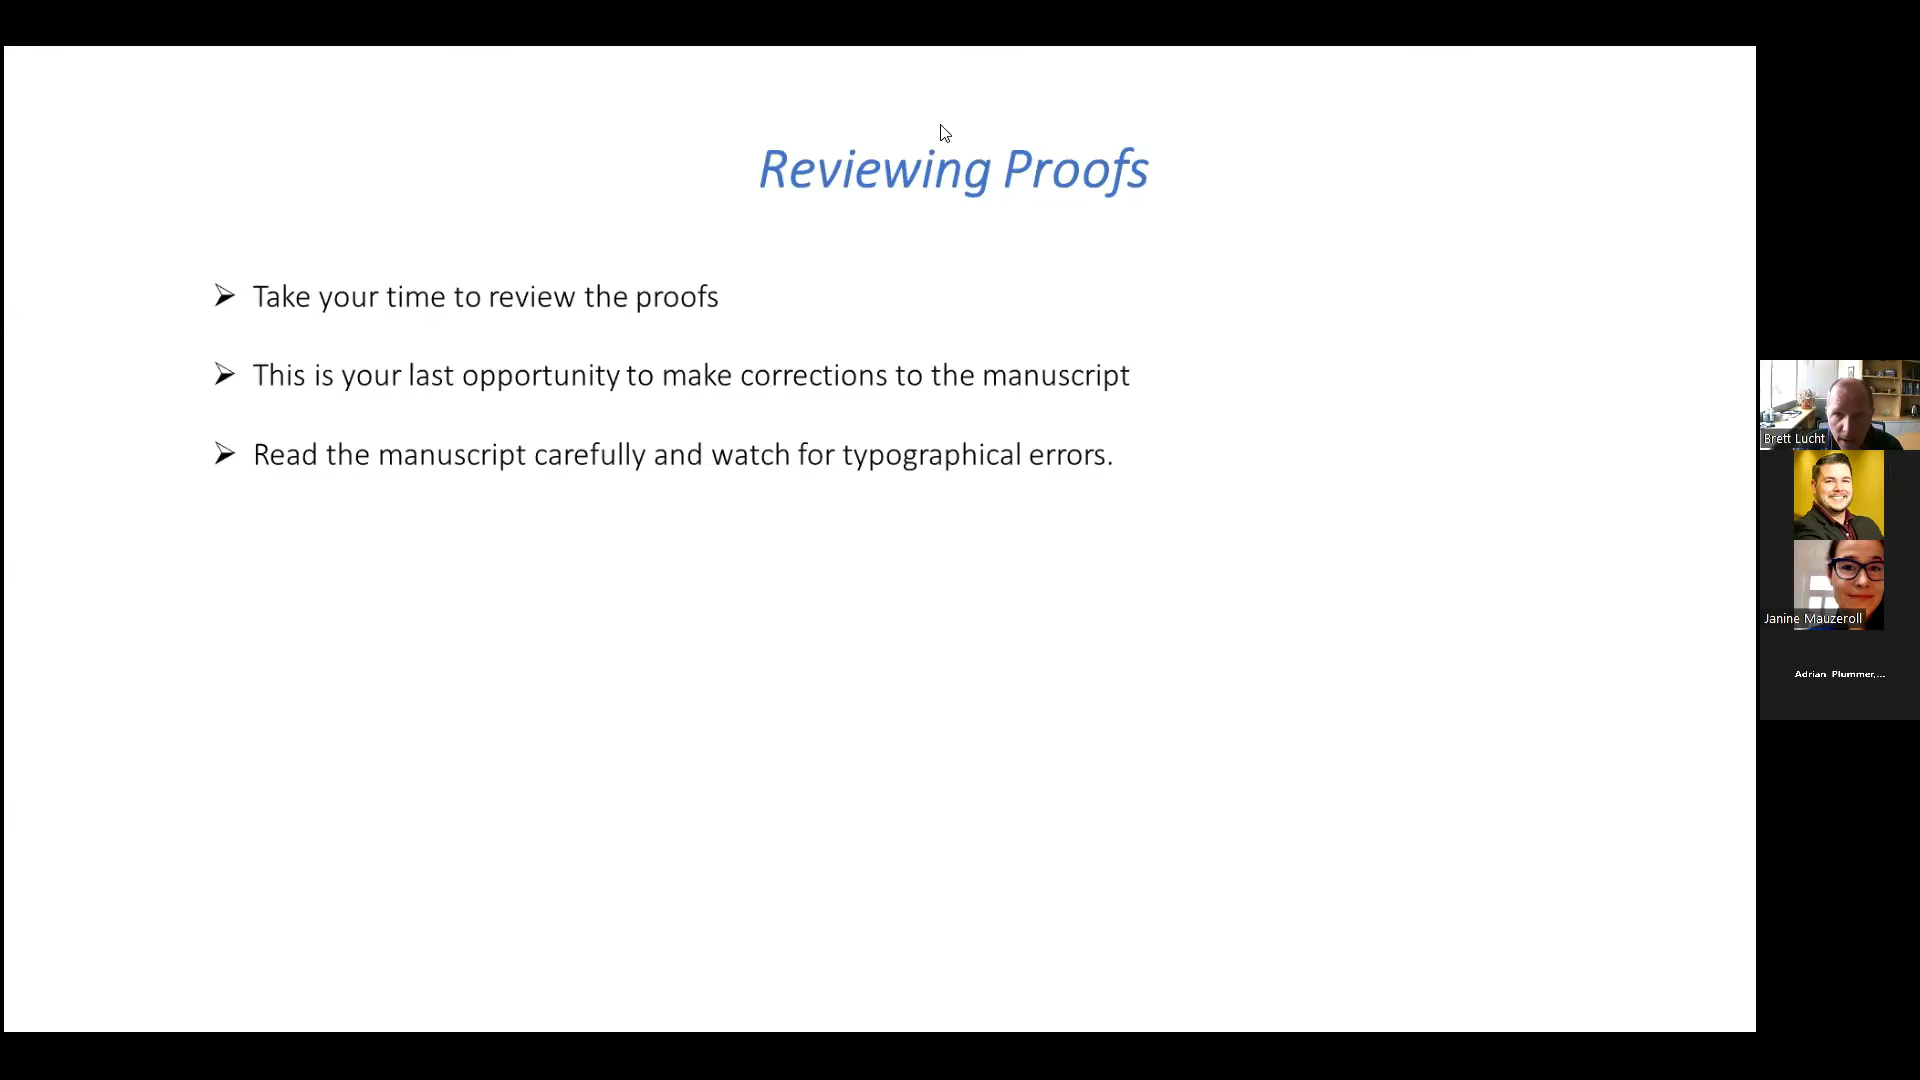 Reviewing Proofs
Take your time to review the proofs
This is your last opportunity to make corrections to the manuscript
Read the manuscript carefully and watch for typographical errors.
Brett Lucht
Janine Mauzeroll
Adrian Plummer,...